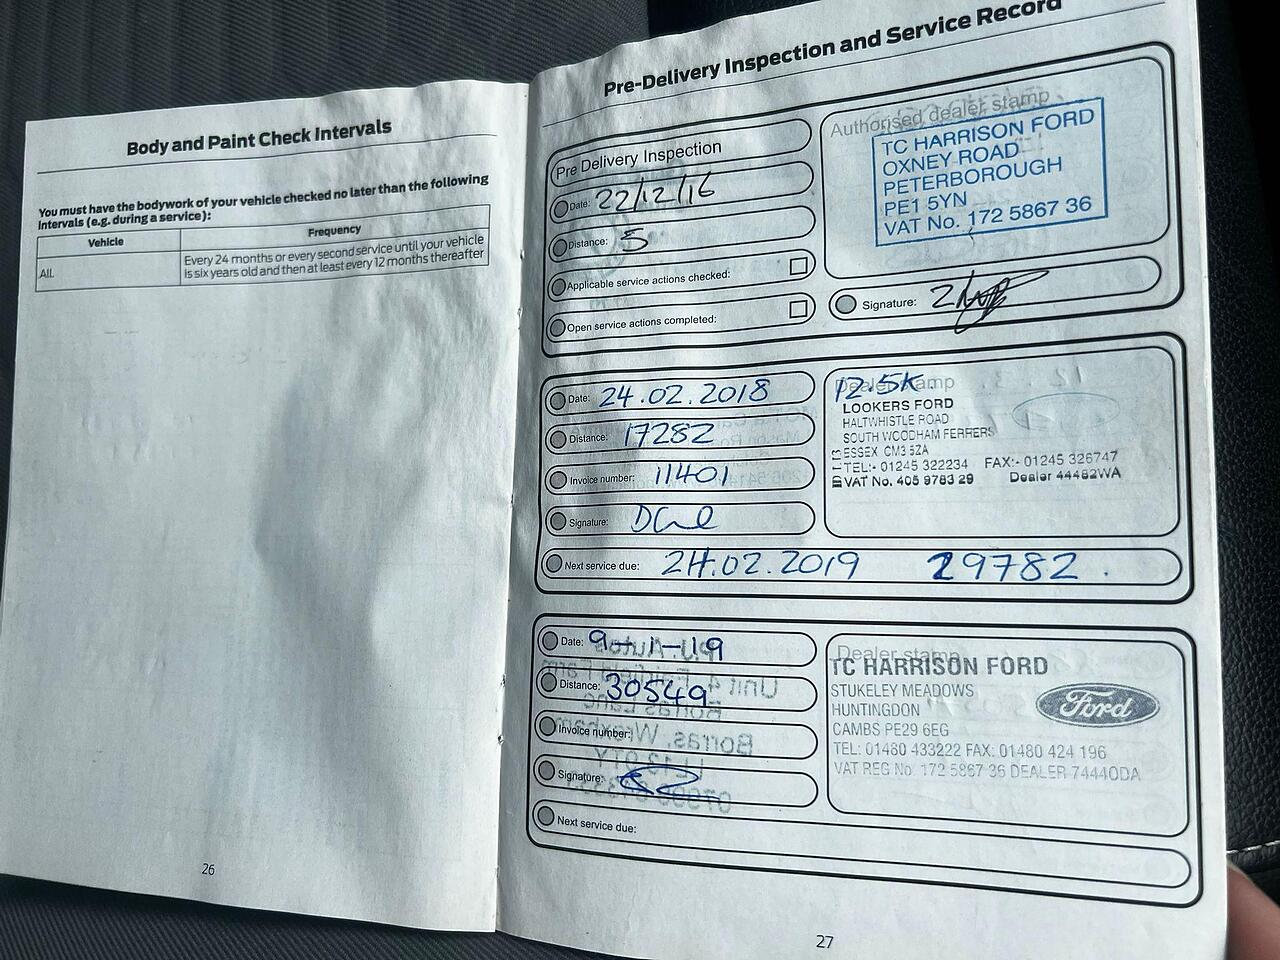 Body and Paint Check Intervals
You must have the bodywork of your vehicle checked no later than the following
intervals (e.g. during a service):
Vehicle Frequency
All Every 24 months or every second service until your vehicle
is six years old and then at least every 12 months thereafter
26
Pre-Delivery Inspection and Service Record
Pre Delivery Inspection
Date: 22/12/16
Distance: 5
Applicable service actions checked:
Open service actions completed:
Authorised dealer stamp
TC HARRISON FORD
OXNEY ROAD
PETERBOROUGH
PE1 5YN
VAT No. 172 5867 36
Signature:
Date: 24.02.2018
Distance: 17282
Invoice number: 11401
Signature:
Dealer stamp
12.5K
LOOKERS FORD
HALTWHISTLE ROAD
SOUTH WOODHAM FERRERS
ESSEX CM3 5ZA
TEL:- 01245 322234 FAX:- 01245 326747
VAT No. 405 9783 29 Dealer 44482WA
Next service due: 24.02.2019 29782.
Date: 9-1-19
Distance: 30549
Invoice number:
Signature:
Next service due:
Dealer stamp
TC HARRISON FORD
STUKELEY MEADOWS
HUNTINGDON
CAMBS PE29 6EG
TEL: 01480 433222 FAX: 01480 424 196
VAT REG No. 172 5867 36 DEALER 74440DA
Ford
27